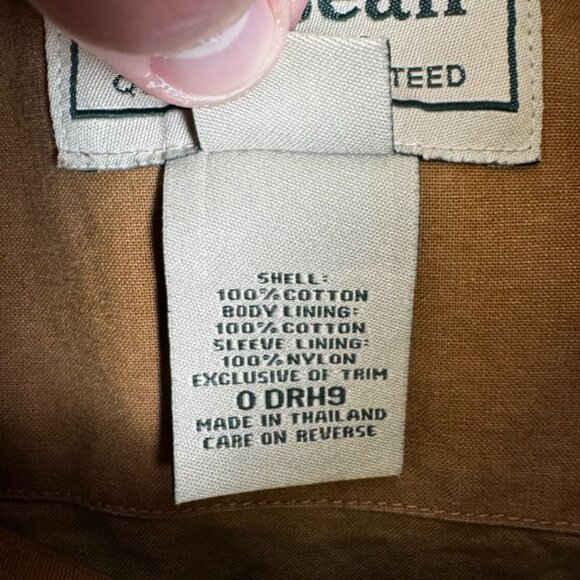 Bean
TEED
SHELL:
100% COTTON
BODY LINING:
100% COTTON
SLEEVE LINING:
100% NYLON
EXCLUSIVE OF TRIM
0 DRH9
MADE IN THAILAND
CARE ON REVERSE